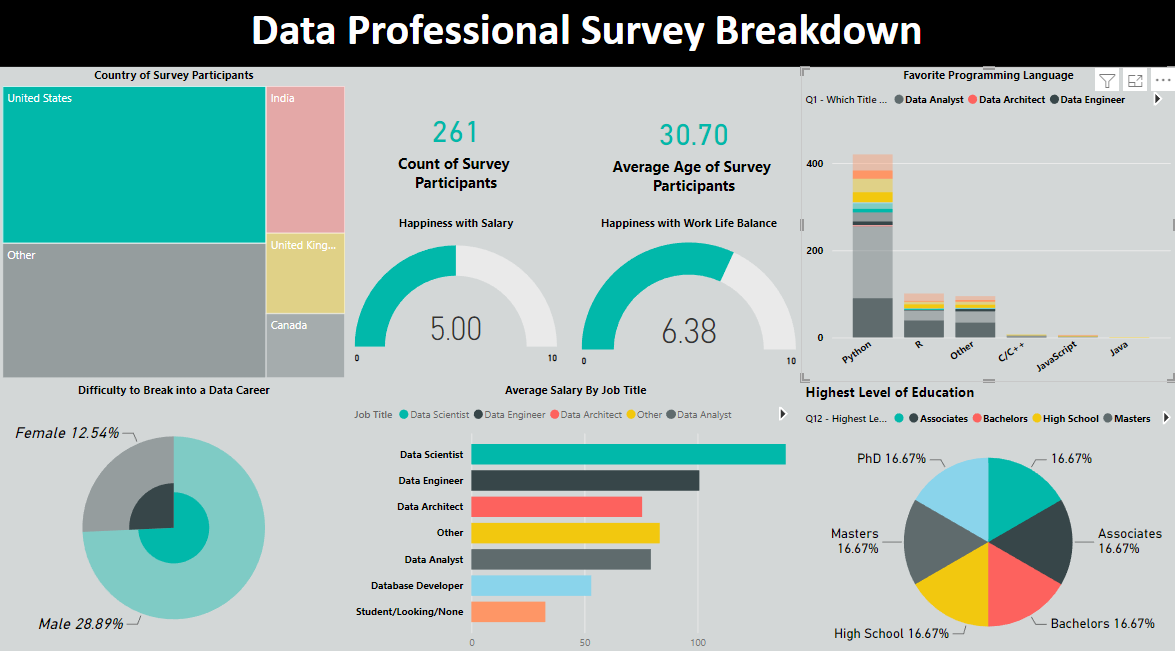 Data Professional Survey Breakdown
Country of Survey Participants
United States
India
Other
United King...
Canada
261
Count of Survey
Participants
30.70
Average Age of Survey
Participants
Happiness with Salary
5.00
0
10
Happiness with Work Life Balance
6.38
0
10
Favorite Programming Language
Q1 - Which Title ... Data Analyst Data Architect Data Engineer
400
200
0
Python
R
Other
C/C++
JavaScript
Java
Difficulty to Break into a Data Career
Female 12.54%
Male 28.89%
Average Salary By Job Title
Job Title Data Scientist Data Engineer Data Architect Other Data Analyst
Data Scientist
Data Engineer
Data Architect
Other
Data Analyst
Database Developer
Student/Looking/None
0 50 100
Highest Level of Education
Q12 - Highest Le... Associates Bachelors High School Masters
PhD 16.67%
16.67%
Masters
16.67%
Associates
16.67%
High School 16.67%
Bachelors 16.67%